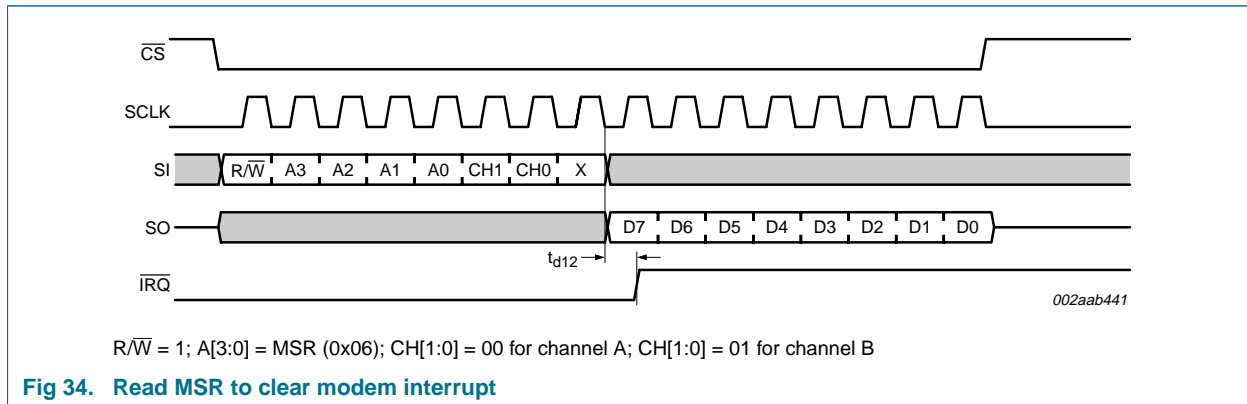 C̅S̅
SCLK
SI R/W̅ A3 A2 A1 A0 CH1 CH0 X
SO D7 D6 D5 D4 D3 D2 D1 D0
td12
I̅R̅Q̅
002aab441
R/W̅ = 1; A[3:0] = MSR (0x06); CH[1:0] = 00 for channel A; CH[1:0] = 01 for channel B
Fig 34. Read MSR to clear modem interrupt